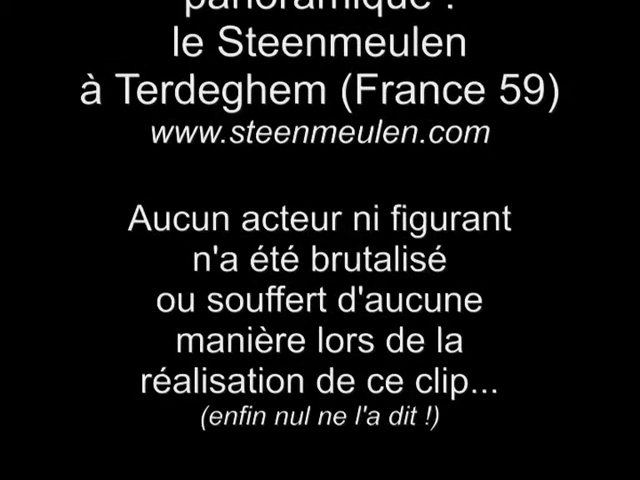 panoramique :
le Steenmeulen
à Terdeghem (France 59)
www.steenmeulen.com
Aucun acteur ni figurant
n'a été brutalisé
ou souffert d'aucune
manière lors de la
réalisation de ce clip...
(enfin nul ne l'a dit !)